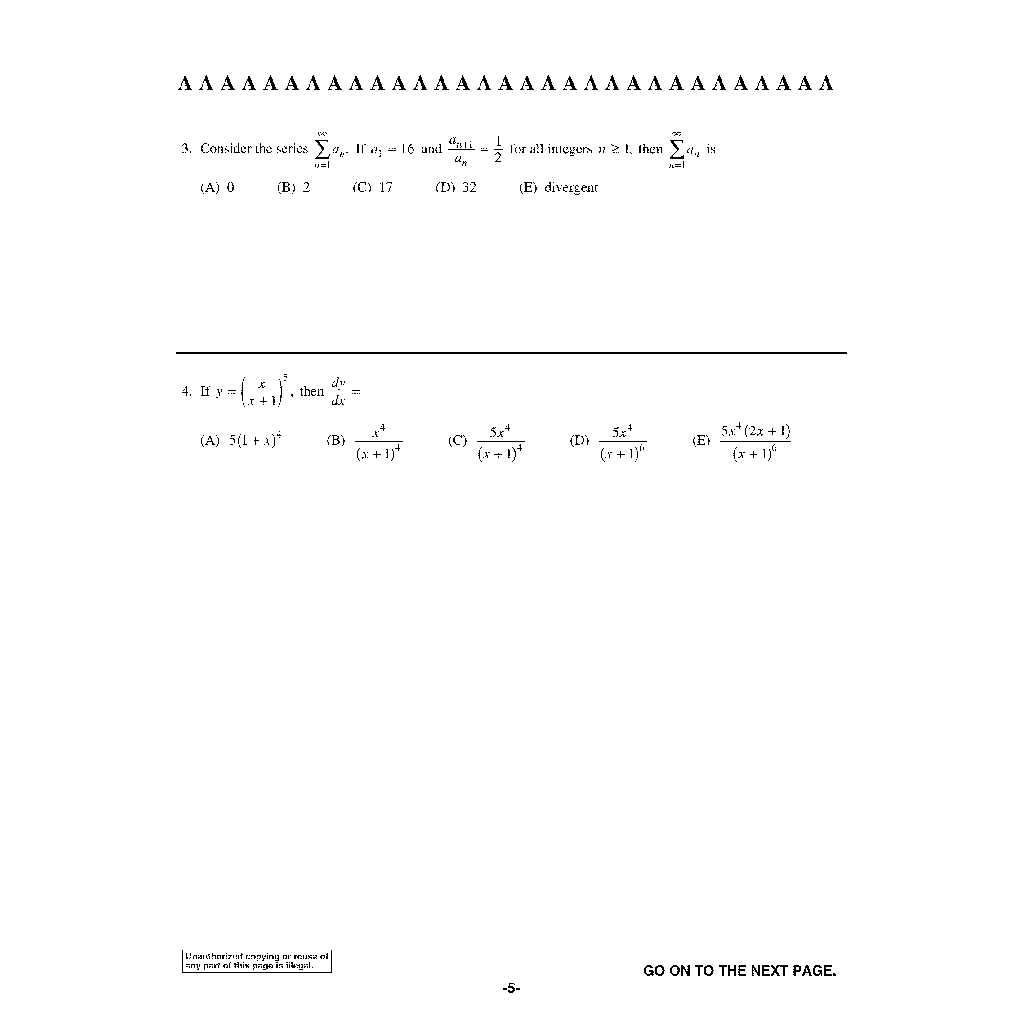 A A A A A A A A A A A A A A A A A A A A A A A A A A A A A A A
3. Consider the series \sum_{n=1}^{\infty} a_n. If a_1 = 16 and \frac{a_{n+1}}{a_n} = \frac{1}{2} for all integers n ≥ 1, then \sum_{n=1}^{\infty} a_n is
(A) 0 (B) 2 (C) 17 (D) 32 (E) divergent
4. If y = \left(\frac{x}{x+1}\right)^5, then \frac{dy}{dx} =
(A) 5(1 + x)^4 (B) \frac{x^4}{(x+1)^4} (C) \frac{5x^4}{(x+1)^4} (D) \frac{5x^4}{(x+1)^6} (E) \frac{5x^4(2x+1)}{(x+1)^6}
Unauthorized copying or reuse of
any part of this page is illegal.
GO ON TO THE NEXT PAGE.
-5-